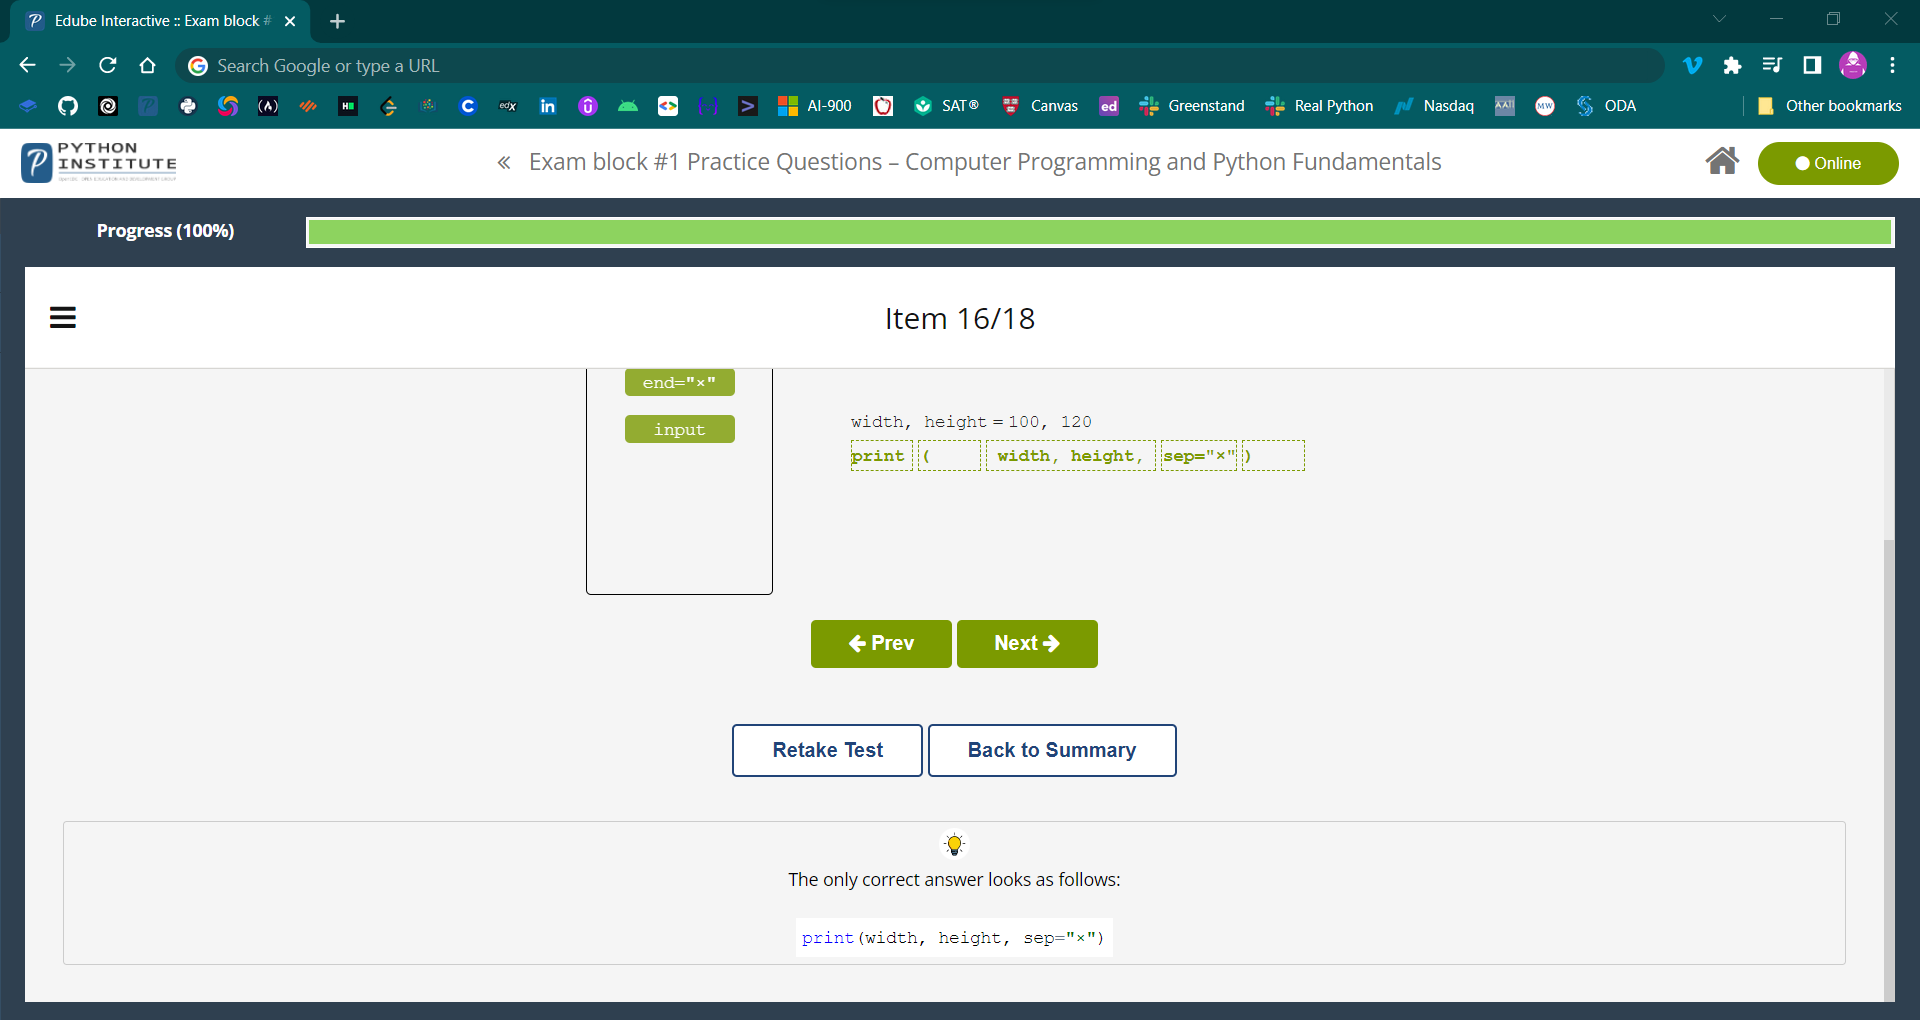 Edube Interactive :: Exam block #
Search Google or type a URL
AI-900
SAT®
Canvas
ed
Greenstand
Real Python
Nasdaq
ODA
Other bookmarks
PYTHON
INSTITUTE
« Exam block #1 Practice Questions – Computer Programming and Python Fundamentals
Online
Progress (100%)
Item 16/18
end="×"
input
width, height = 100, 120
print ( width, height, sep="×" )
Prev
Next
Retake Test
Back to Summary
The only correct answer looks as follows:
print(width, height, sep="×")